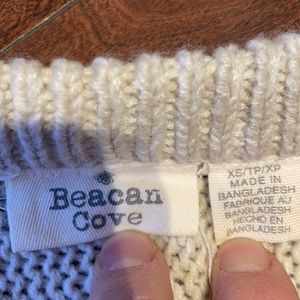 Beacan
Cove
XS/TP/XP
MADE IN
BANGLADESH
FABRIQUE AU
BANGLADESH
HECHO EN
BANGLADESH